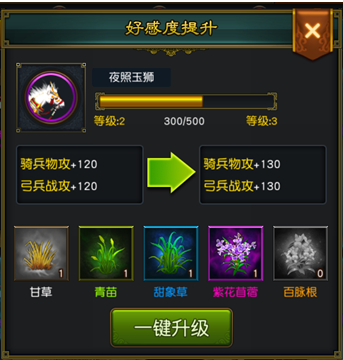 好感度提升
夜照玉狮
等级:2 300/500 等级:3
骑兵物攻+120 骑兵物攻+130
弓兵战攻+120 弓兵战攻+130
1 1 1 1 0
甘草 青苗 甜象草 紫花苜蓿 百脉根
一键升级